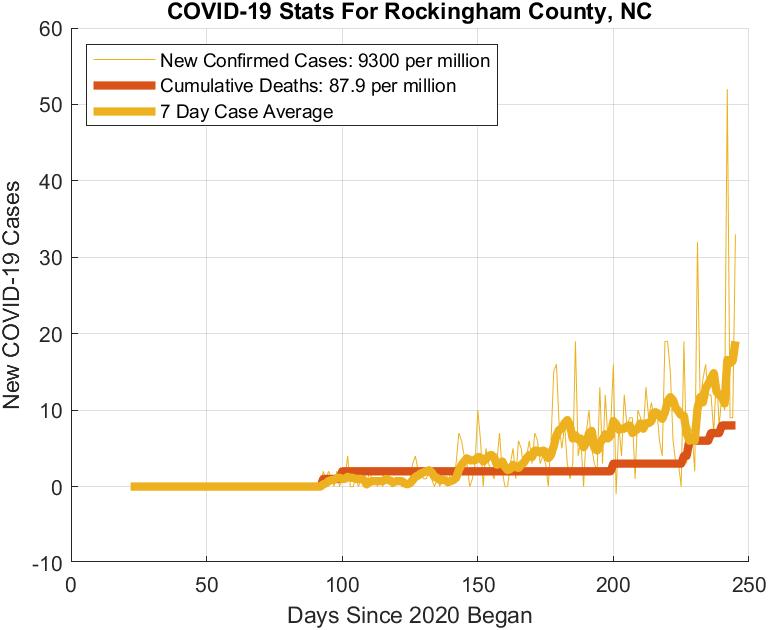 COVID-19 Stats For Rockingham County, NC
60
New Confirmed Cases: 9300 per million
Cumulative Deaths: 87.9 per million
7 Day Case Average
50
40
30
20
10
0
-10
New COVID-19 Cases
0 50 100 150 200 250
Days Since 2020 Began